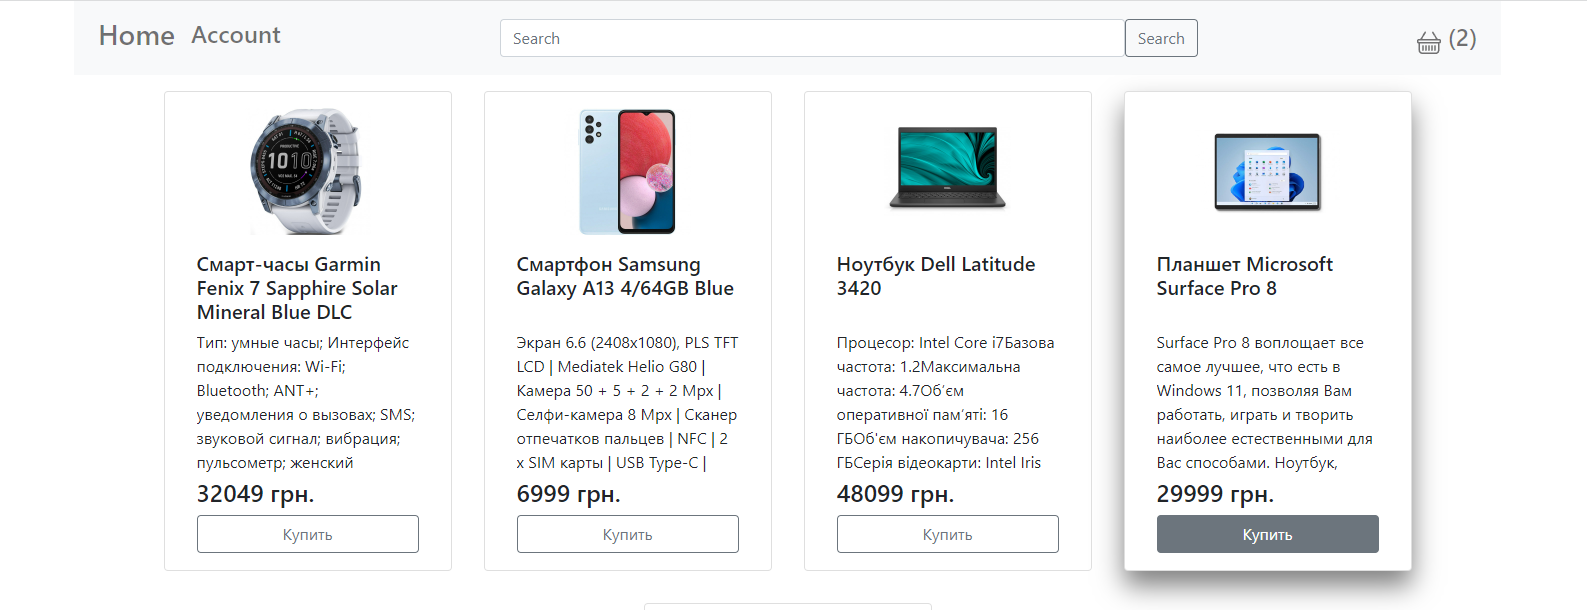 Home Account
Search
Search
(2)
Смарт-часы Garmin
Fenix 7 Sapphire Solar
Mineral Blue DLC
Тип: умные часы; Интерфейс
подключения: Wi-Fi;
Bluetooth; ANT+;
уведомления о вызовах; SMS;
звуковой сигнал; вибрация;
пульсометр; женский
32049 грн.
Купить
Смартфон Samsung
Galaxy A13 4/64GB Blue
Экран 6.6 (2408x1080), PLS TFT
LCD | Mediatek Helio G80 |
Камера 50 + 5 + 2 + 2 Mpx |
Селфи-камера 8 Mpx | Сканер
отпечатков пальцев | NFC | 2
x SIM карты | USB Type-C |
6999 грн.
Купить
Ноутбук Dell Latitude
3420
Процесор: Intel Core i7Базова
частота: 1.2Максимальна
частота: 4.7Об'єм
оперативної пам'яті: 16
ГБОб'єм накопичувача: 256
ГБСерія відеокарти: Intel Iris
48099 грн.
Купить
Планшет Microsoft
Surface Pro 8
Surface Pro 8 воплощает все
самое лучшее, что есть в
Windows 11, позволяя Вам
работать, играть и творить
наиболее естественными для
Вас способами. Ноутбук,
29999 грн.
Купить